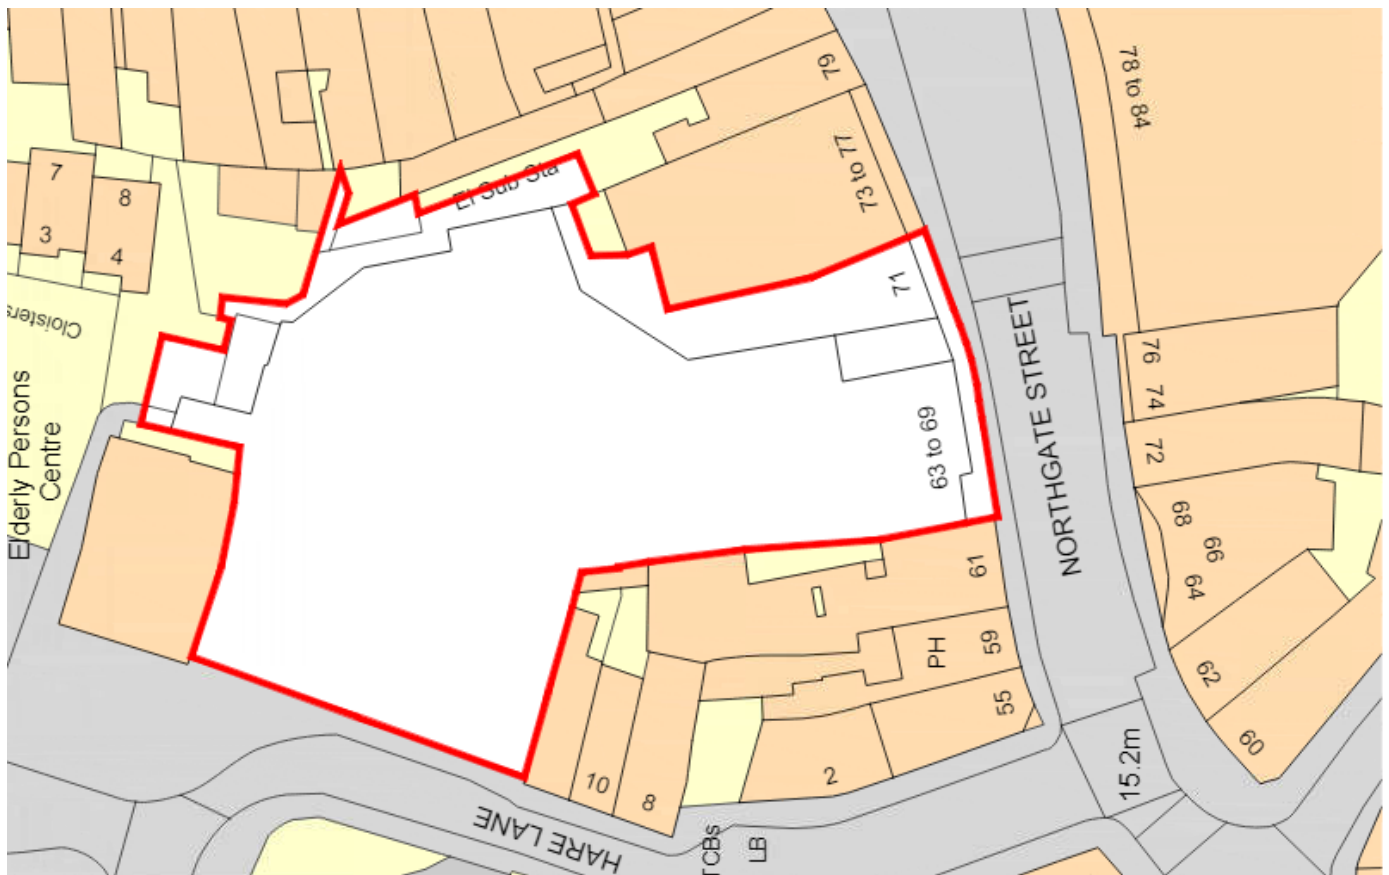 79
78 to 84
73 to 77
7
8
3
4
El Sub Sta
71
Cloisters
Elderly Persons
Centre
NORTHGATE STREET
76
74
72
63 to 69
68
66
64
61
59
PH
62
55
60
15.2m
2
10
8
HARE LANE
TCBs
LB